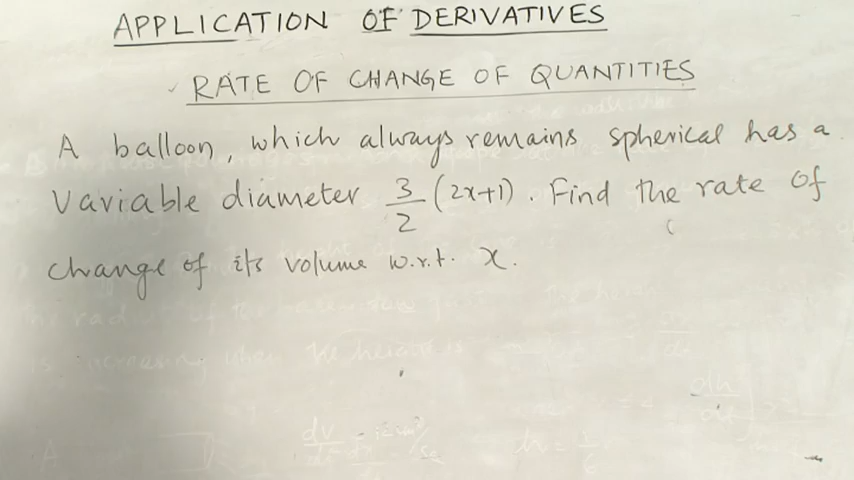 APPLICATION OF DERIVATIVES
RATE OF CHANGE OF QUANTITIES
A balloon, which always remains spherical has a
Variable diameter 3/2 (2x+1). Find the rate of
change of its volume w.r.t. x.